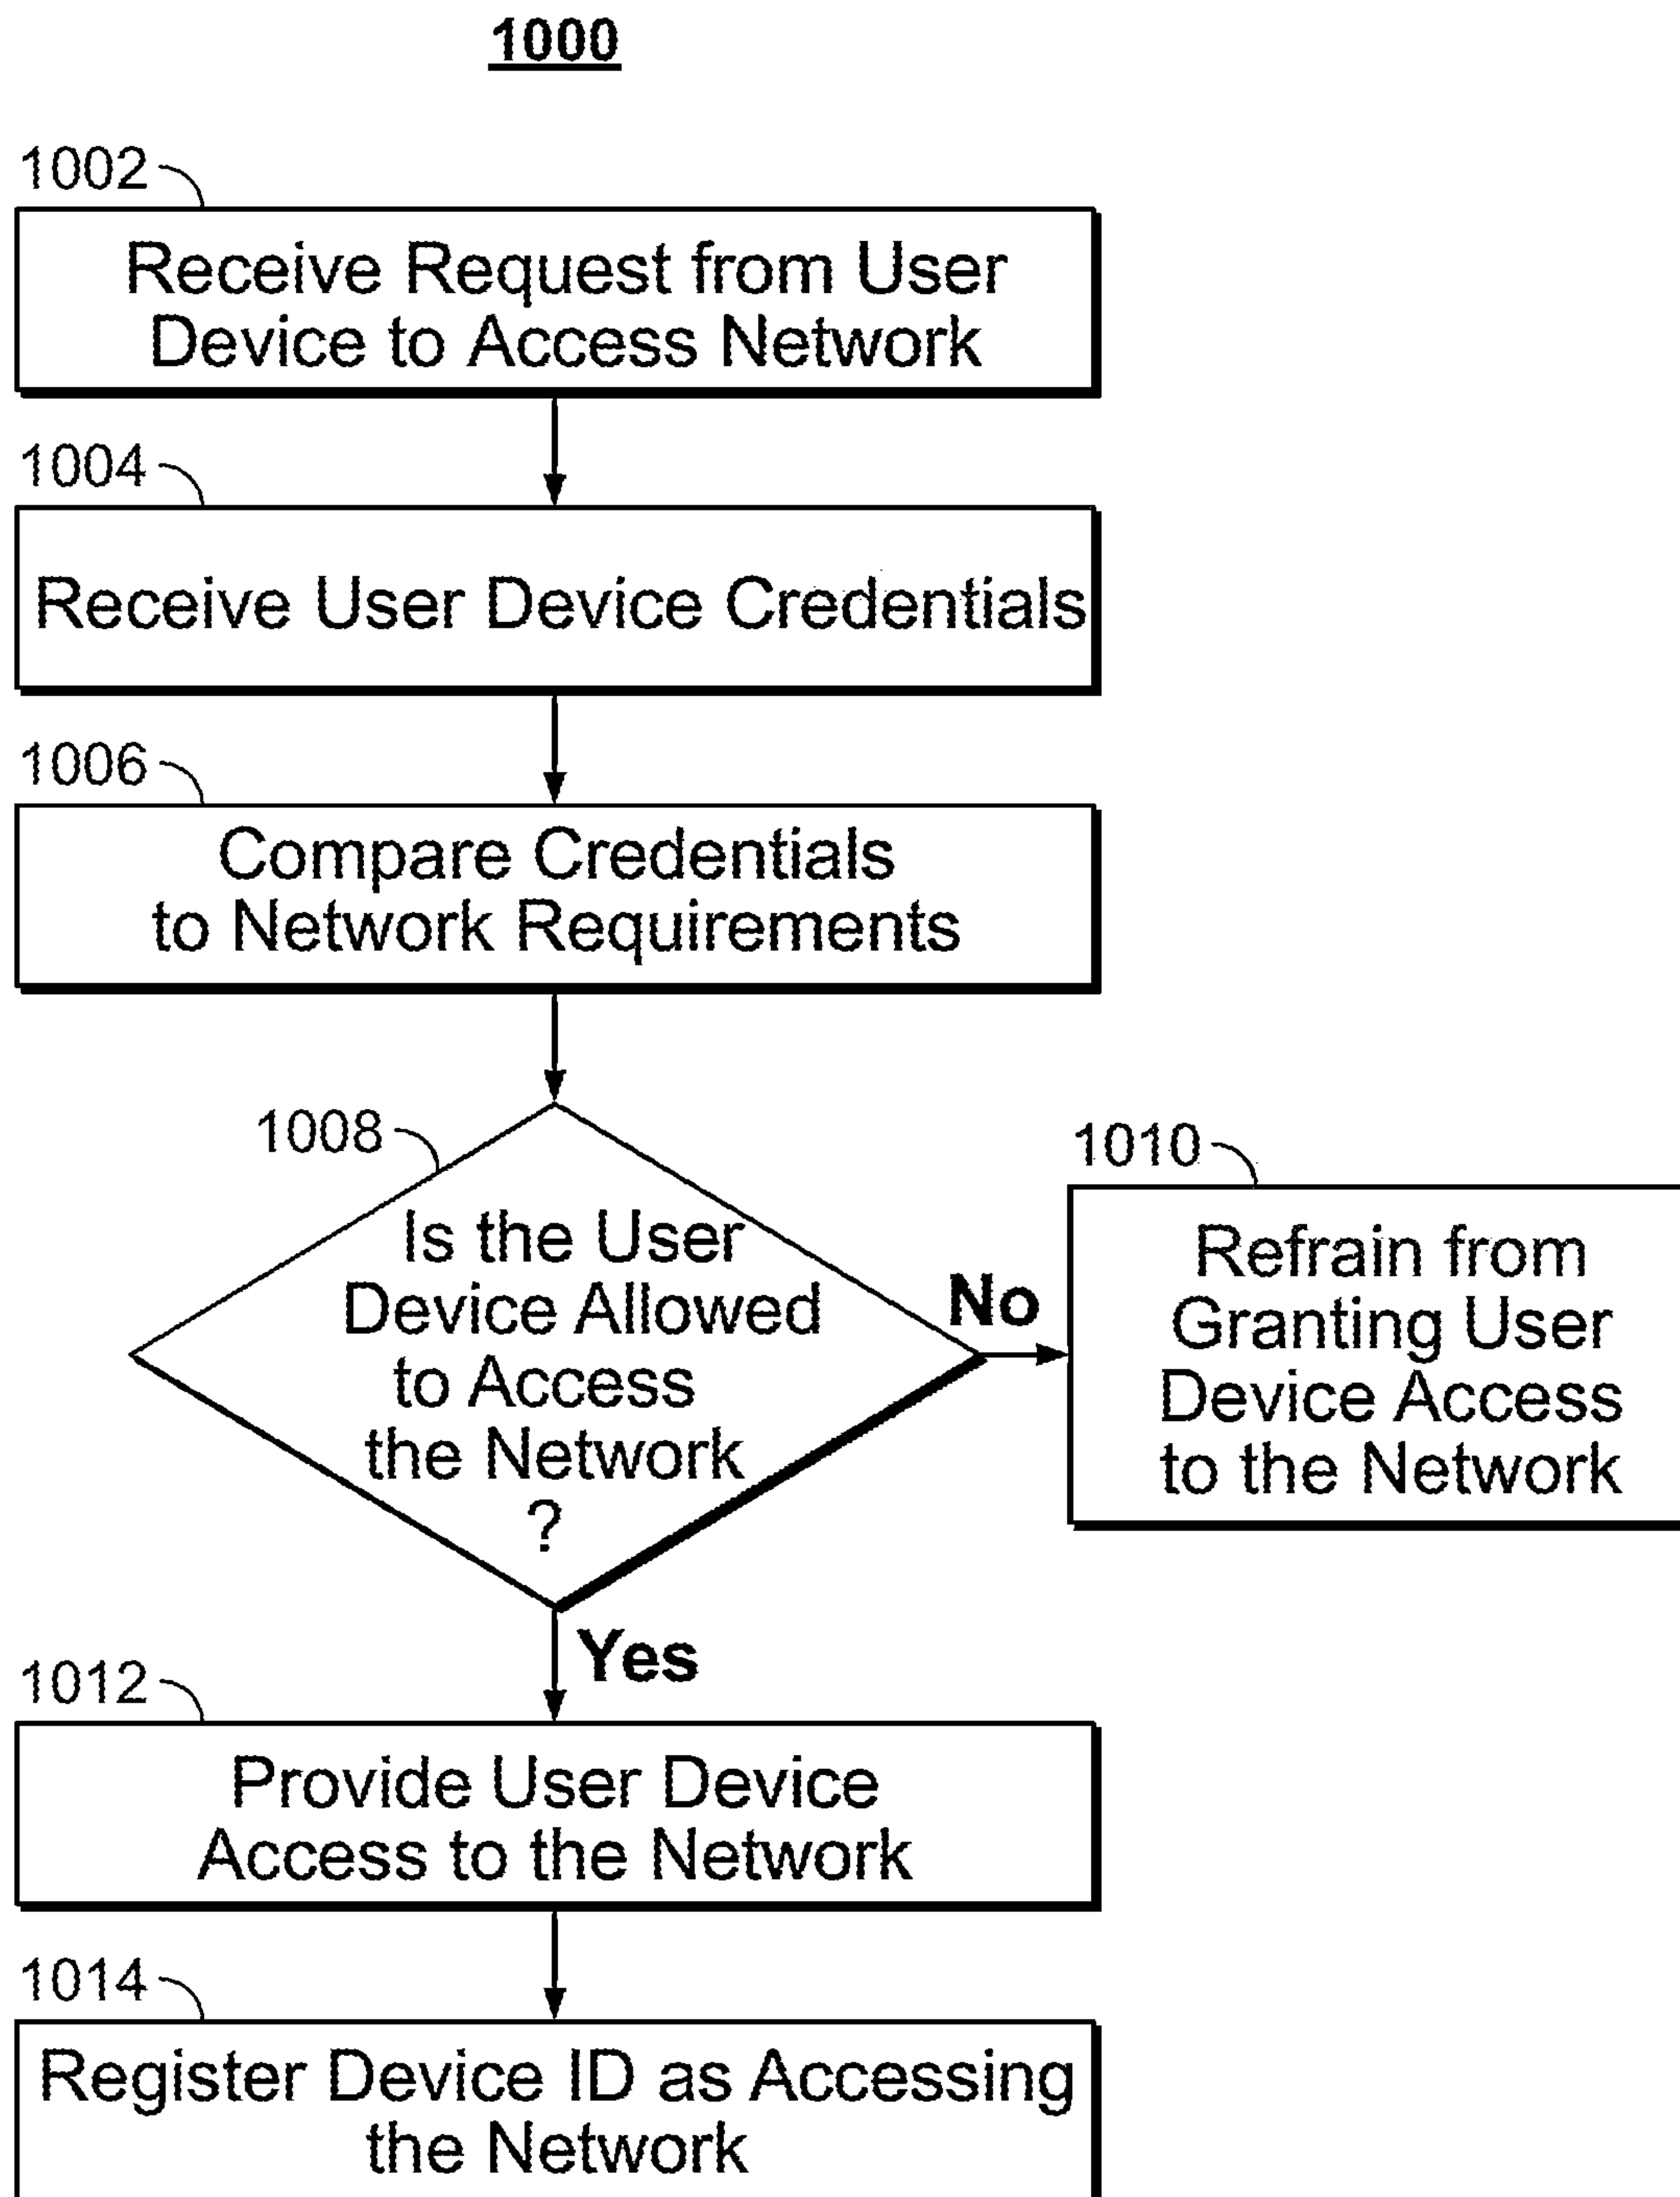 1000
1002
Receive Request from User
Device to Access Network
1004
Receive User Device Credentials
1006
Compare Credentials
to Network Requirements
1008
Is the User
Device Allowed
to Access
the Network
?
No
1010
Refrain from
Granting User
Device Access
to the Network
Yes
1012
Provide User Device
Access to the Network
1014
Register Device ID as Accessing
the Network